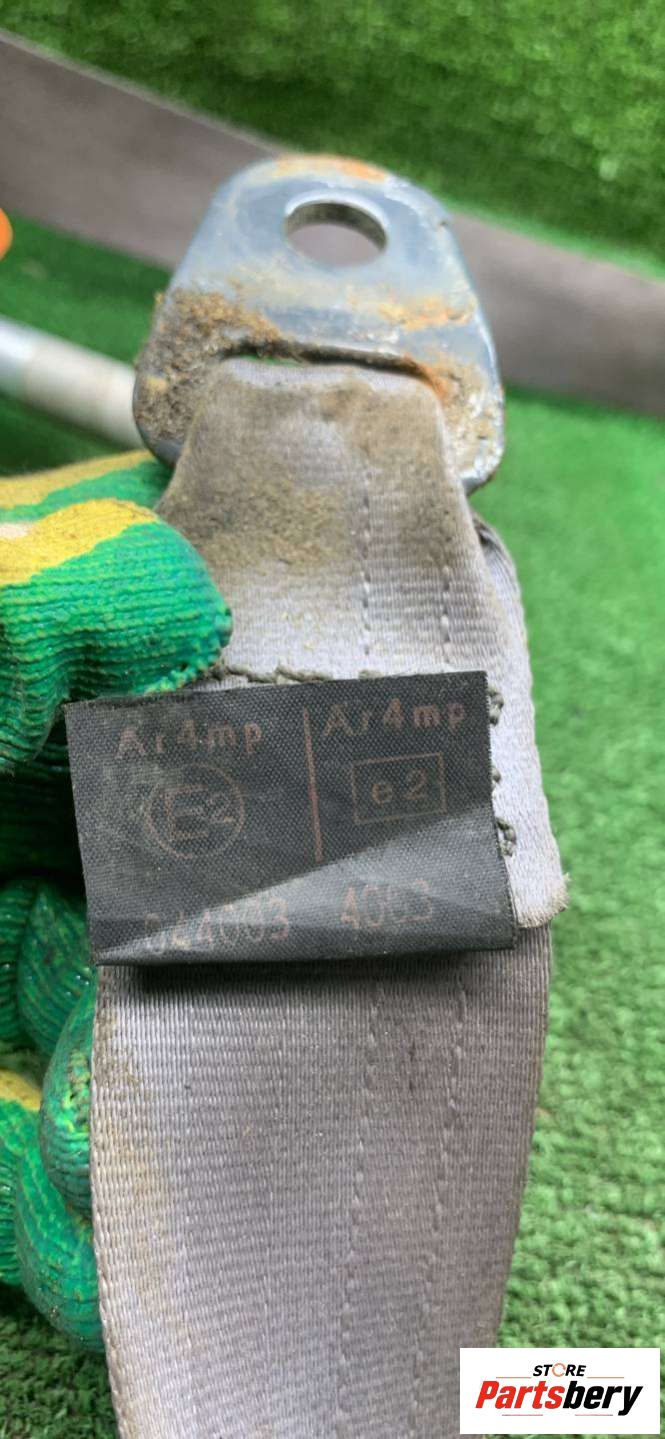 Ar4mp Ar4mp
E2 e2
044003 4003
STORE
Partsbery